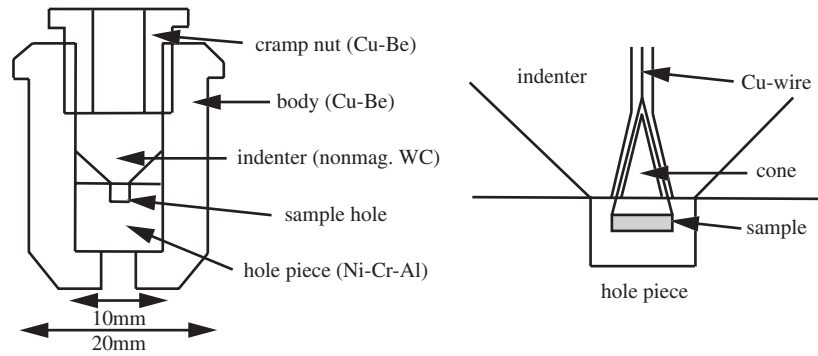 cramp nut (Cu-Be)
body (Cu-Be)
indenter (nonmag. WC)
sample hole
hole piece (Ni-Cr-Al)
10mm
20mm
indenter
Cu-wire
cone
sample
hole piece